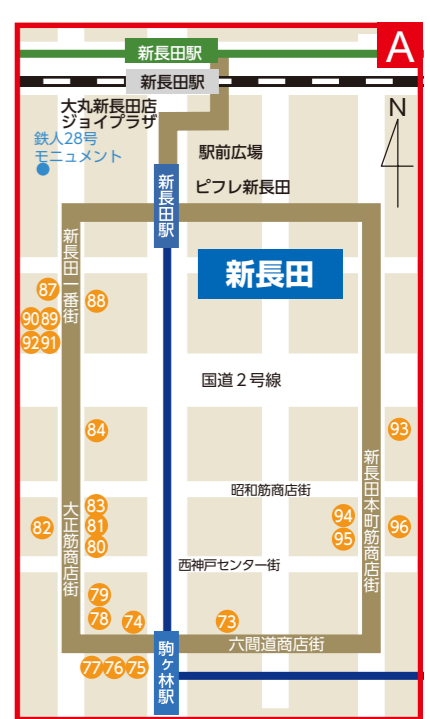 A
新長田駅
新長田駅
N
大丸新長田店
ジョイプラザ
鉄人28号
モニュメント
駅前広場
新長田駅
ピフレ新長田
新長田一番街
新長田
87
88
90 89
92 91
国道2号線
84
93
新長田本町筋商店街
昭和筋商店街
83
82
81
80
大正筋商店街
94
95
96
西神戸センター街
79
78
74
73
六間道商店街
駒ヶ林駅
77 76 75